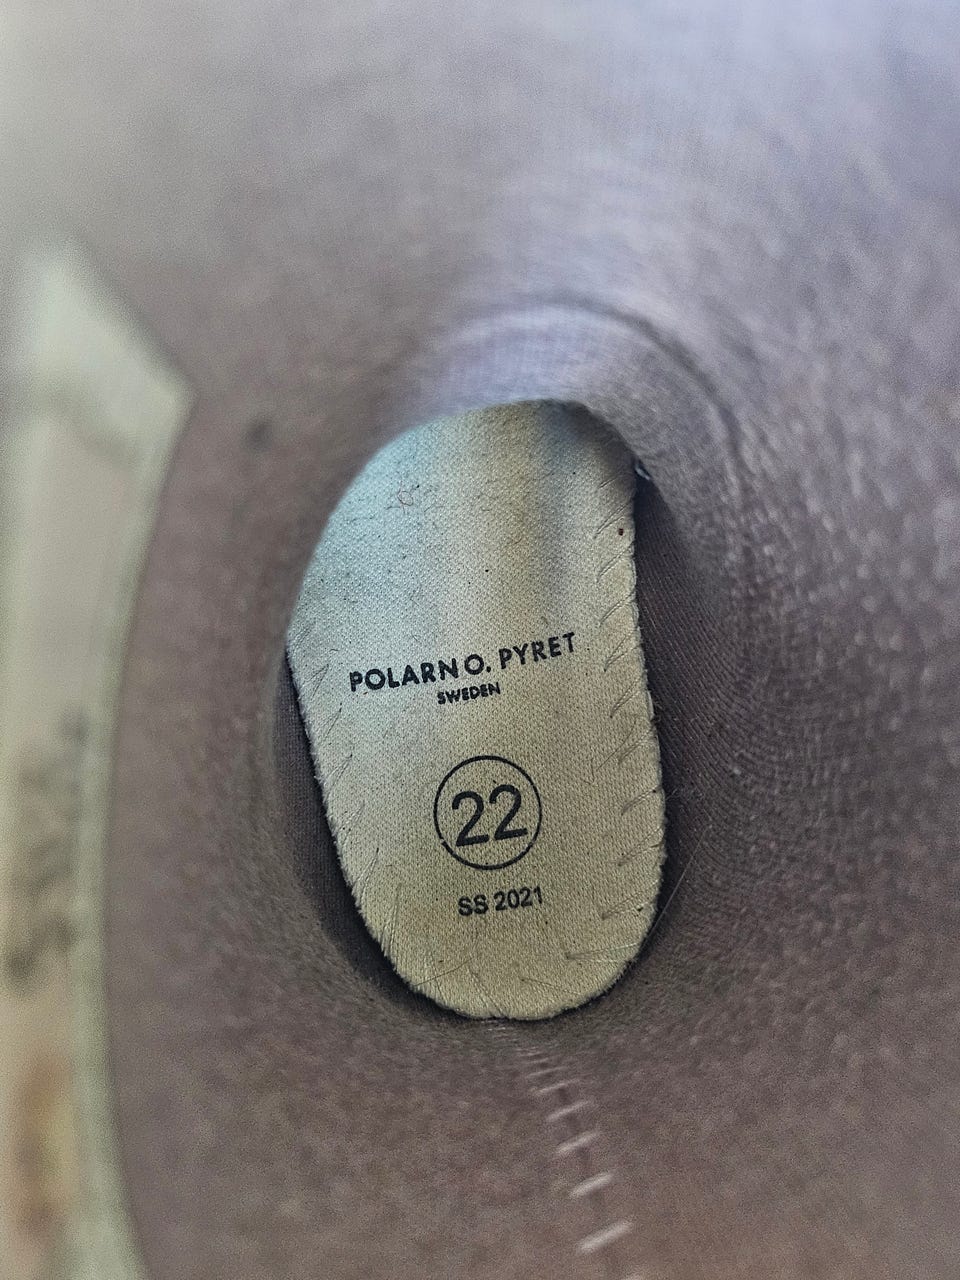 POLARN O. PYRET
SWEDEN
22
SS 2021